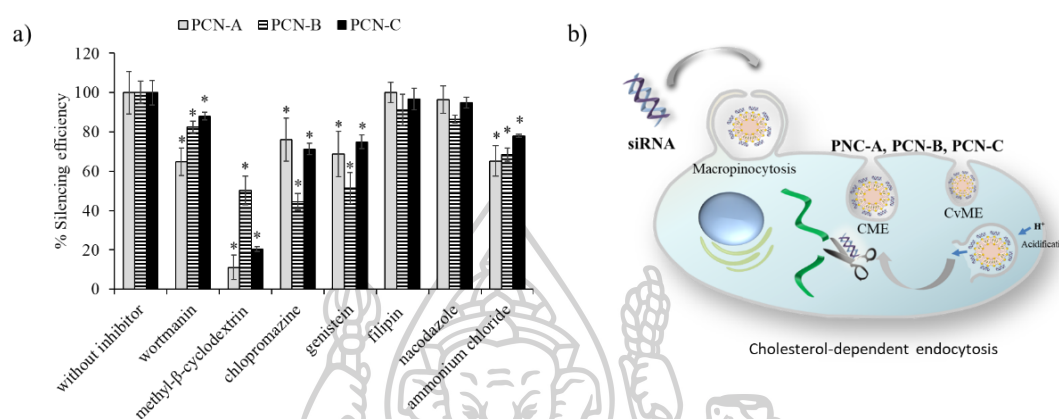 a)
PCN-A PCN-B PCN-C
% Silencing efficiency
120
100
80
60
40
20
0
* * *
* * *
* * *
* * *
* * *
without inhibitor
wortmanin
methyl-β-cyclodextrin
chlopromazine
genistein
filipin
nacodazole
ammonium chloride
b)
siRNA
Macropinocytosis
PNC-A, PCN-B, PCN-C
CME
CvME
H⁺
Acidificati
Cholesterol-dependent endocytosis